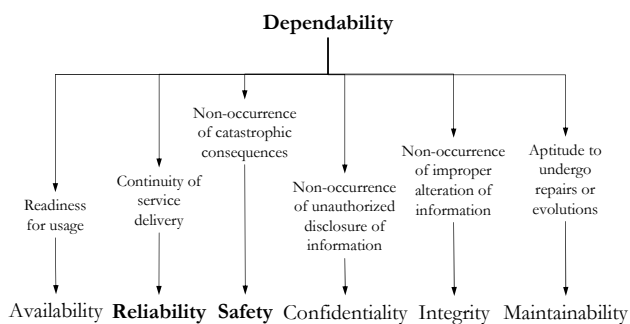 Dependability
Non-occurrence
of catastrophic
consequences
Non-occurrence
of improper
alteration of
information
Aptitude to
undergo
repairs or
evolutions
Continuity of
service
delivery
Non-occurrence
of unauthorized
disclosure of
information
Readiness
for usage
Availability Reliability Safety Confidentiality Integrity Maintainability